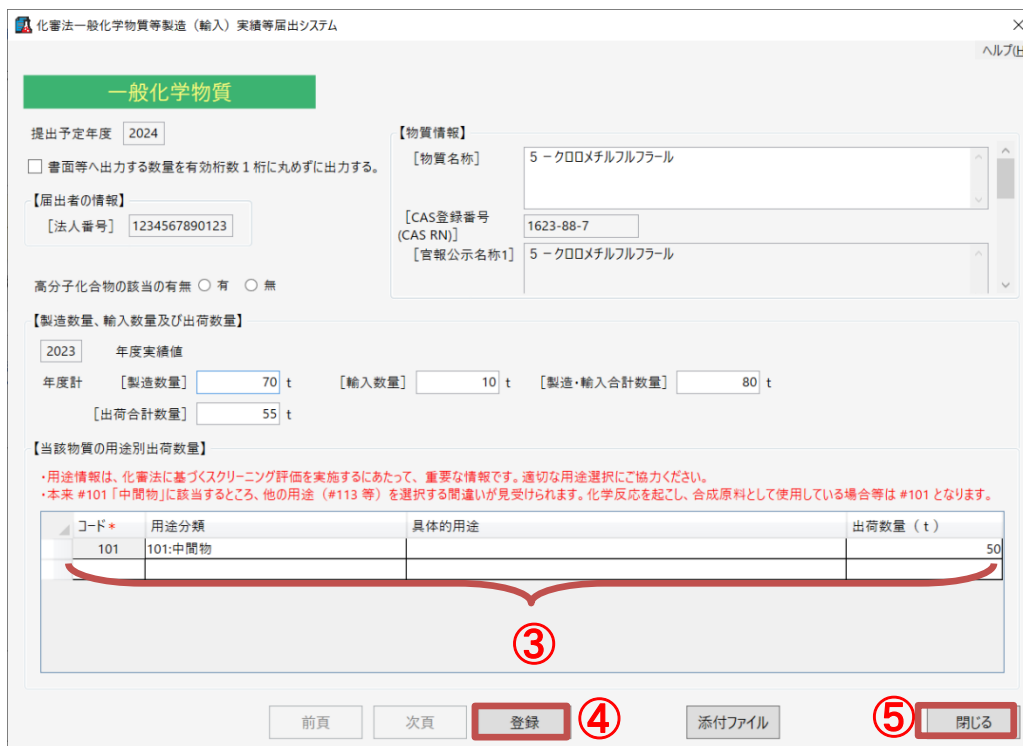 化審法一般化学物質等製造（輸入）実績等届出システム
ヘルプ(H
一般化学物質
提出予定年度 2024
書面等へ出力する数量を有効桁数1桁に丸めずに出力する。
【届出者の情報】
［法人番号］ 1234567890123
高分子化合物の該当の有無 有 無
【物質情報】
［物質名称］ 5－クロロメチルフルフラール
［CAS登録番号
(CAS RN)］ 1623-88-7
［官報公示名称1］ 5－クロロメチルフルフラール
【製造数量、輸入数量及び出荷数量】
2023 年度実績値
年度計 ［製造数量］ 70 t ［輸入数量］ 10 t ［製造・輸入合計数量］ 80 t
［出荷合計数量］ 55 t
【当該物質の用途別出荷数量】
・用途情報は、化審法に基づくスクリーニング評価を実施するにあたって、重要な情報です。適切な用途選択にご協力ください。
・本来 #101「中間物」に該当するところ、他の用途（#113 等）を選択する間違いが見受けられます。化学反応を起こし、合成原料として使用している場合等は #101 となります。
コード* 用途分類 具体的用途 出荷数量（t）
101 101:中間物 50
③
前頁 次頁 登録 ④ 添付ファイル ⑤ 閉じる